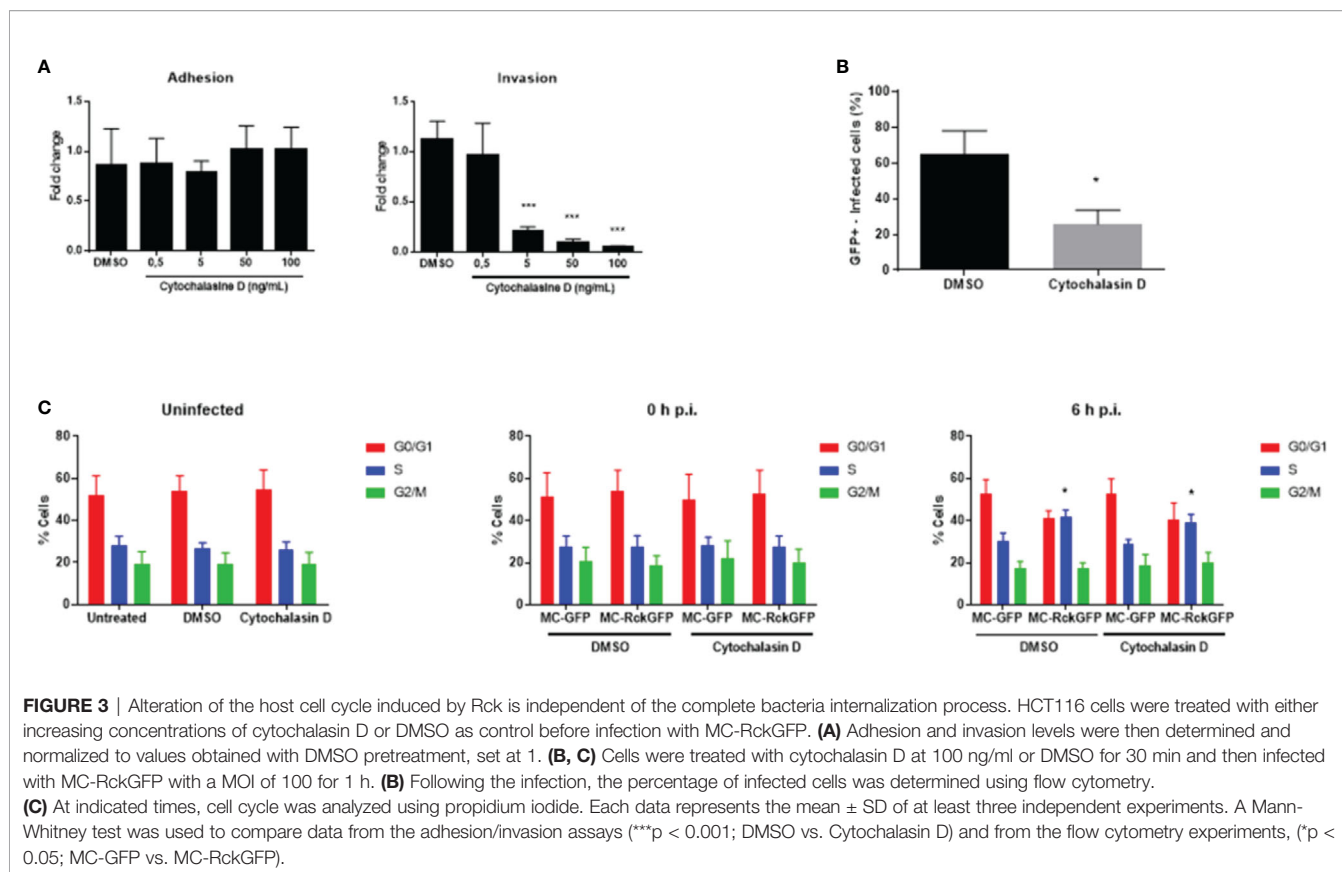 A
Adhesion
Fold change
1.5
1.0
0.5
0.0
DMSO 0,5 5 50 100
Cytochalasine D (ng/mL)
Invasion
Fold change
1.5
1.0
0.5
0.0
*** *** ***
DMSO 0,5 5 50 100
Cytochalasine D (ng/mL)
B
GFP+ - Infected cells (%)
100
80
60
40
20
0
*
DMSO Cytochalasin D
C
Uninfected
% Cells
80
60
40
20
0
G0/G1
S
G2/M
Untreated DMSO Cytochalasin D
0 h p.i.
% Cells
80
60
40
20
0
G0/G1
S
G2/M
MC-GFP MC-RckGFP MC-GFP MC-RckGFP
DMSO Cytochalasin D
6 h p.i.
% Cells
80
60
40
20
0
* *
G0/G1
S
G2/M
MC-GFP MC-RckGFP MC-GFP MC-RckGFP
DMSO Cytochalasin D
FIGURE 3 | Alteration of the host cell cycle induced by Rck is independent of the complete bacteria internalization process. HCT116 cells were treated with either
increasing concentrations of cytochalasin D or DMSO as control before infection with MC-RckGFP. (A) Adhesion and invasion levels were then determined and
normalized to values obtained with DMSO pretreatment, set at 1. (B, C) Cells were treated with cytochalasin D at 100 ng/ml or DMSO for 30 min and then infected
with MC-RckGFP with a MOI of 100 for 1 h. (B) Following the infection, the percentage of infected cells was determined using flow cytometry.
(C) At indicated times, cell cycle was analyzed using propidium iodide. Each data represents the mean ± SD of at least three independent experiments. A Mann-
Whitney test was used to compare data from the adhesion/invasion assays (***p < 0.001; DMSO vs. Cytochalasin D) and from the flow cytometry experiments, (*p <
0.05; MC-GFP vs. MC-RckGFP).